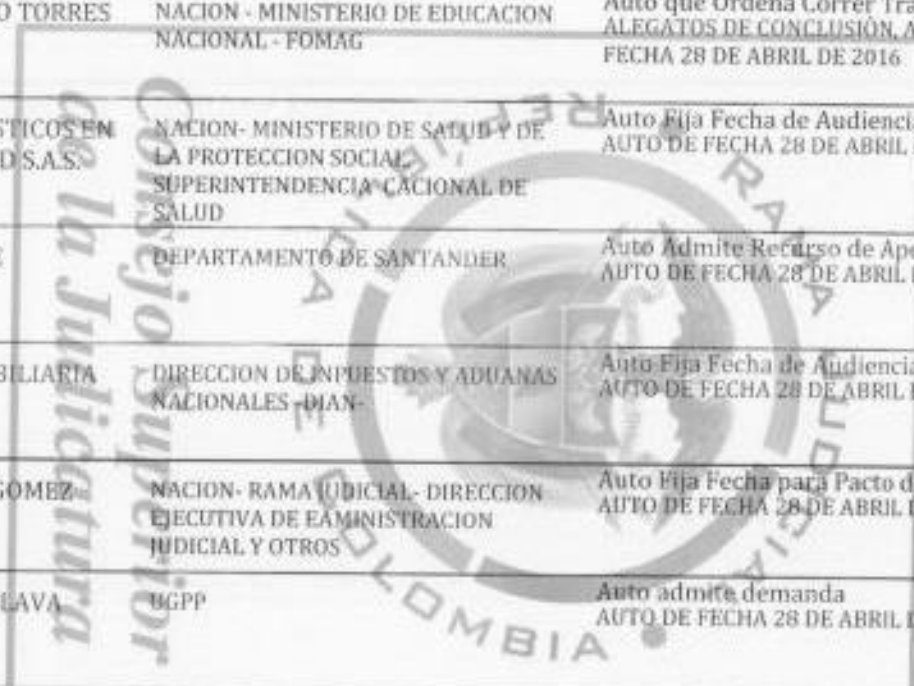 O TORRES
NACION - MINISTERIO DE EDUCACION
NACIONAL - FOMAG
Auto que Ordena Correr Tra
ALEGATOS DE CONCLUSIÓN, A
FECHA 28 DE ABRIL DE 2016
STICOS EN
D S.A.S.
NACION- MINISTERIO DE SALUD Y DE
LA PROTECCION SOCIAL,
SUPERINTENDENCIA CACIONAL DE
SALUD
Auto Fija Fecha de Audiencia
AUTO DE FECHA 28 DE ABRIL
DEPARTAMENTO DE SANTANDER
Auto Admite Recurso de Ape
AUTO DE FECHA 28 DE ABRIL
BILIARIA
DIRECCION DE INPUESTOS Y ADUANAS
NACIONALES -DIAN-
Auto Fija Fecha de Audiencia
AUTO DE FECHA 28 DE ABRIL
GOMEZ
NACION- RAMA JUDICIAL- DIRECCION
EJECUTIVA DE EAMINISTRACION
JUDICIAL Y OTROS
Auto Fija Fecha para Pacto d
AUTO DE FECHA 28 DE ABRIL
LAVA
UGPP
Auto admite demanda
AUTO DE FECHA 28 DE ABRIL
Consejo Superior
de la Judicatura
REPUBLICA DE COLOMBIA
RAMA JUDICIAL